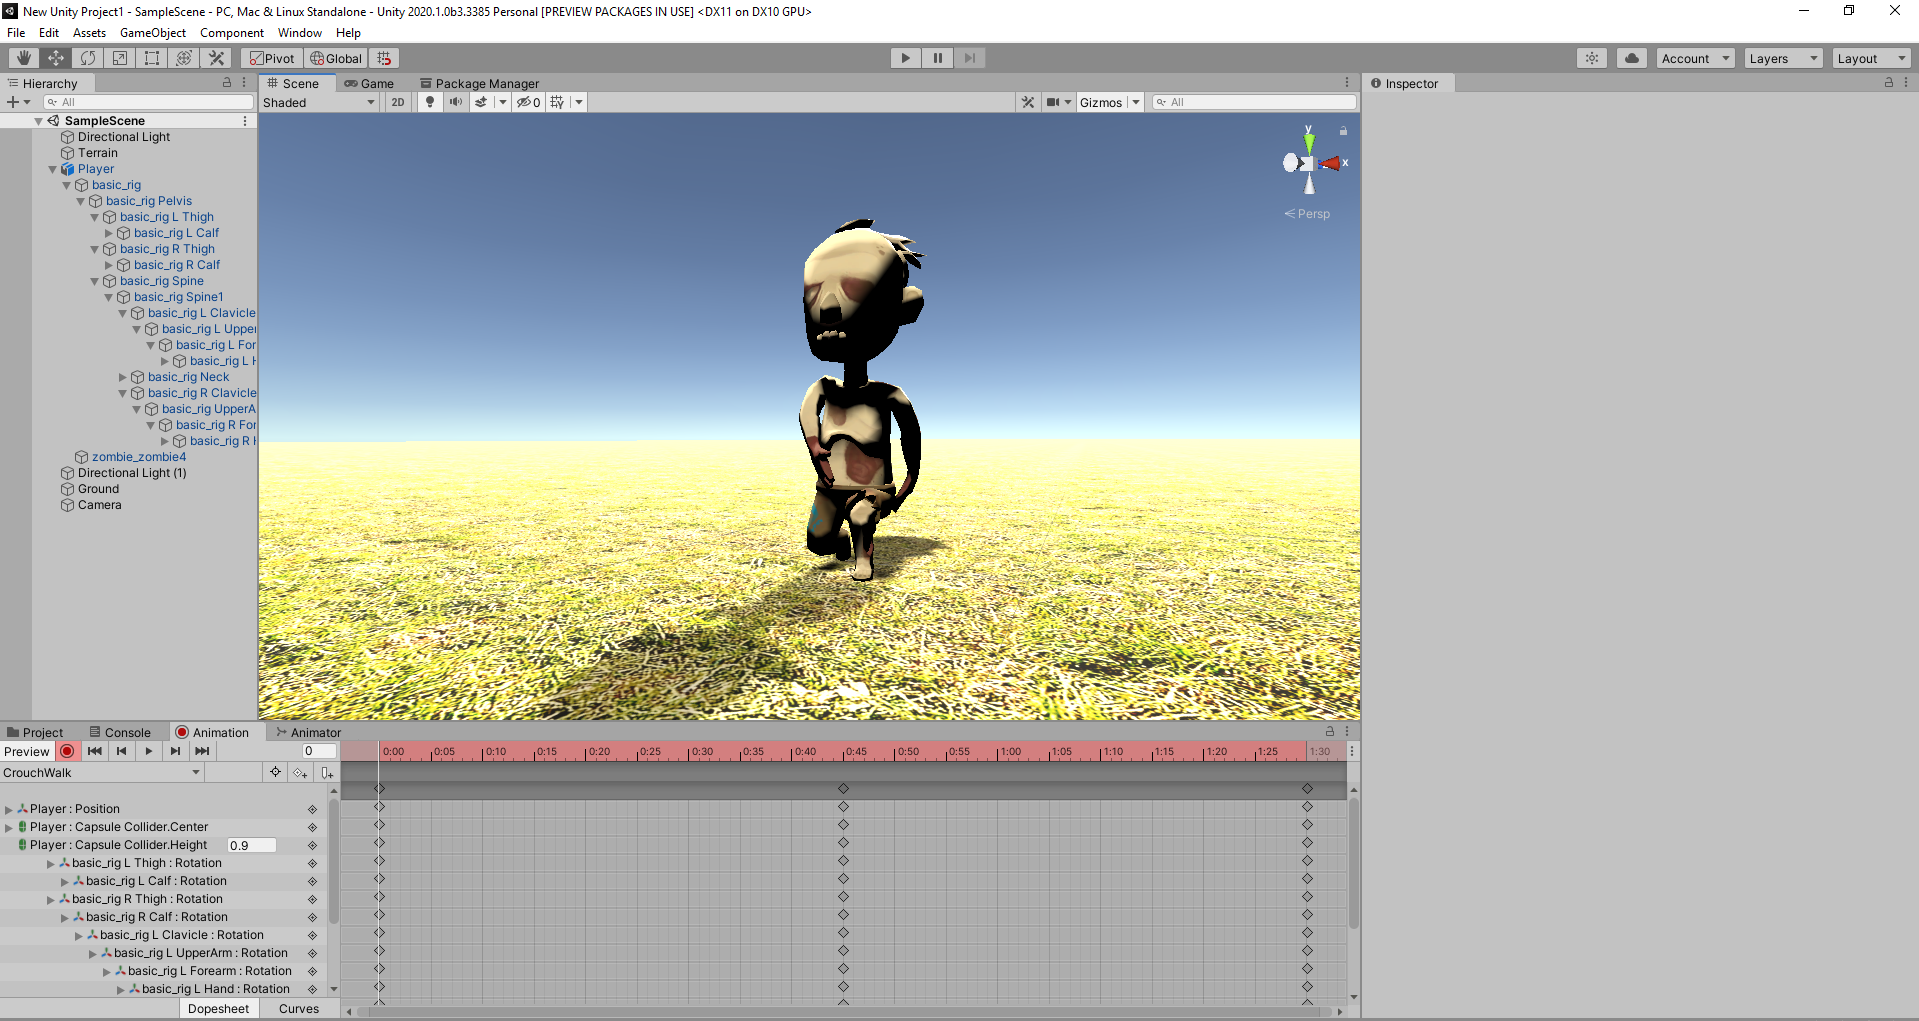 New Unity Project1 - SampleScene - PC, Mac & Linux Standalone - Unity 2020.1.0b3.3385 Personal [PREVIEW PACKAGES IN USE] <DX11 on DX10 GPU>
File Edit Assets GameObject Component Window Help
Pivot Global Account Layers Layout
Hierarchy
All
SampleScene
Directional Light
Terrain
Player
basic_rig
basic_rig Pelvis
basic_rig L Thigh
basic_rig L Calf
basic_rig R Thigh
basic_rig R Calf
basic_rig Spine
basic_rig Spine1
basic_rig L Clavicle
basic_rig L Upper
basic_rig L For
basic_rig L H
basic_rig Neck
basic_rig R Clavicle
basic_rig UpperA
basic_rig R For
basic_rig R H
zombie_zombie4
Directional Light (1)
Ground
Camera
Scene Game Package Manager
Shaded 2D 0 Gizmos All
y
x
Persp
Inspector
Project Console Animation Animator
Preview 0
0:00 0:05 0:10 0:15 0:20 0:25 0:30 0:35 0:40 0:45 0:50 0:55 1:00 1:05 1:10 1:15 1:20 1:25 1:30
CrouchWalk
Player : Position
Player : Capsule Collider.Center
Player : Capsule Collider.Height 0.9
basic_rig L Thigh : Rotation
basic_rig L Calf : Rotation
basic_rig R Thigh : Rotation
basic_rig R Calf : Rotation
basic_rig L Clavicle : Rotation
basic_rig L UpperArm : Rotation
basic_rig L Forearm : Rotation
basic_rig L Hand : Rotation
Dopesheet Curves